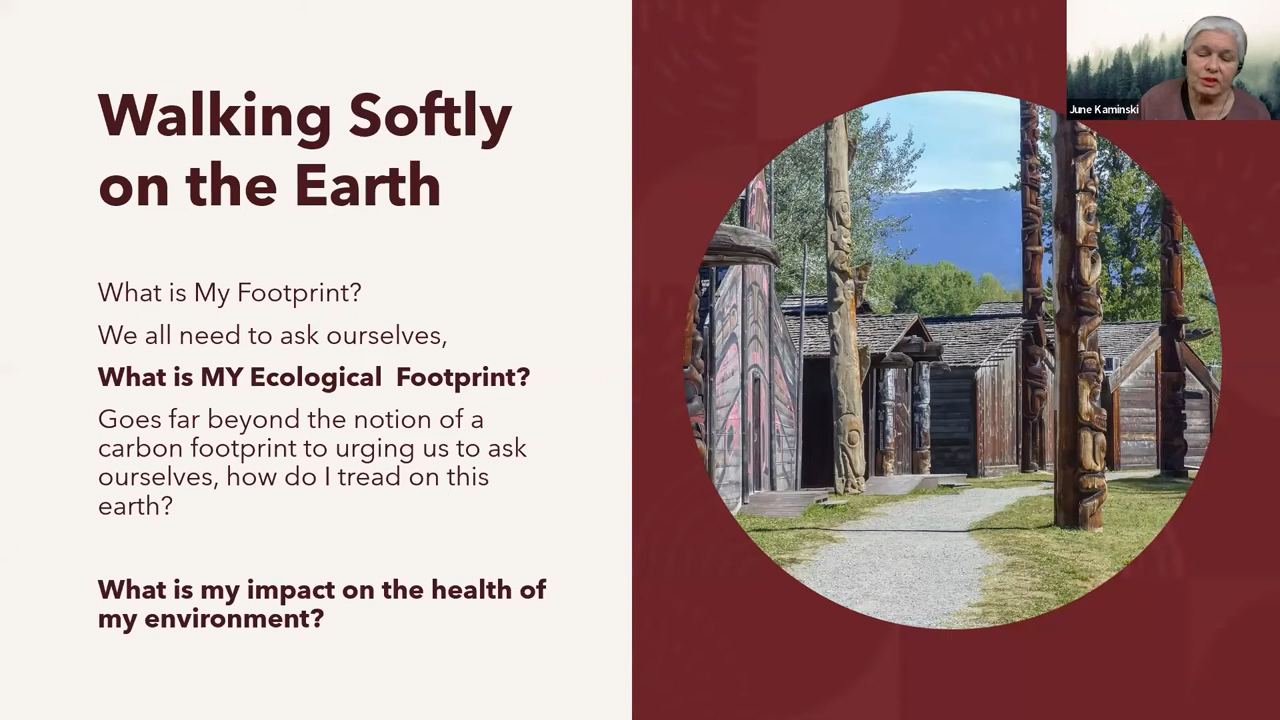 Walking Softly
on the Earth
What is My Footprint?
We all need to ask ourselves,
What is MY Ecological  Footprint?
Goes far beyond the notion of a
carbon footprint to urging us to ask
ourselves, how do I tread on this
earth?
What is my impact on the health of
my environment?
June Kaminski